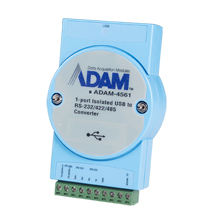 Data Acquisition Modules
ADAM
ADAM-4561
1-port Isolated USB to
RS-232/422/485
Converter